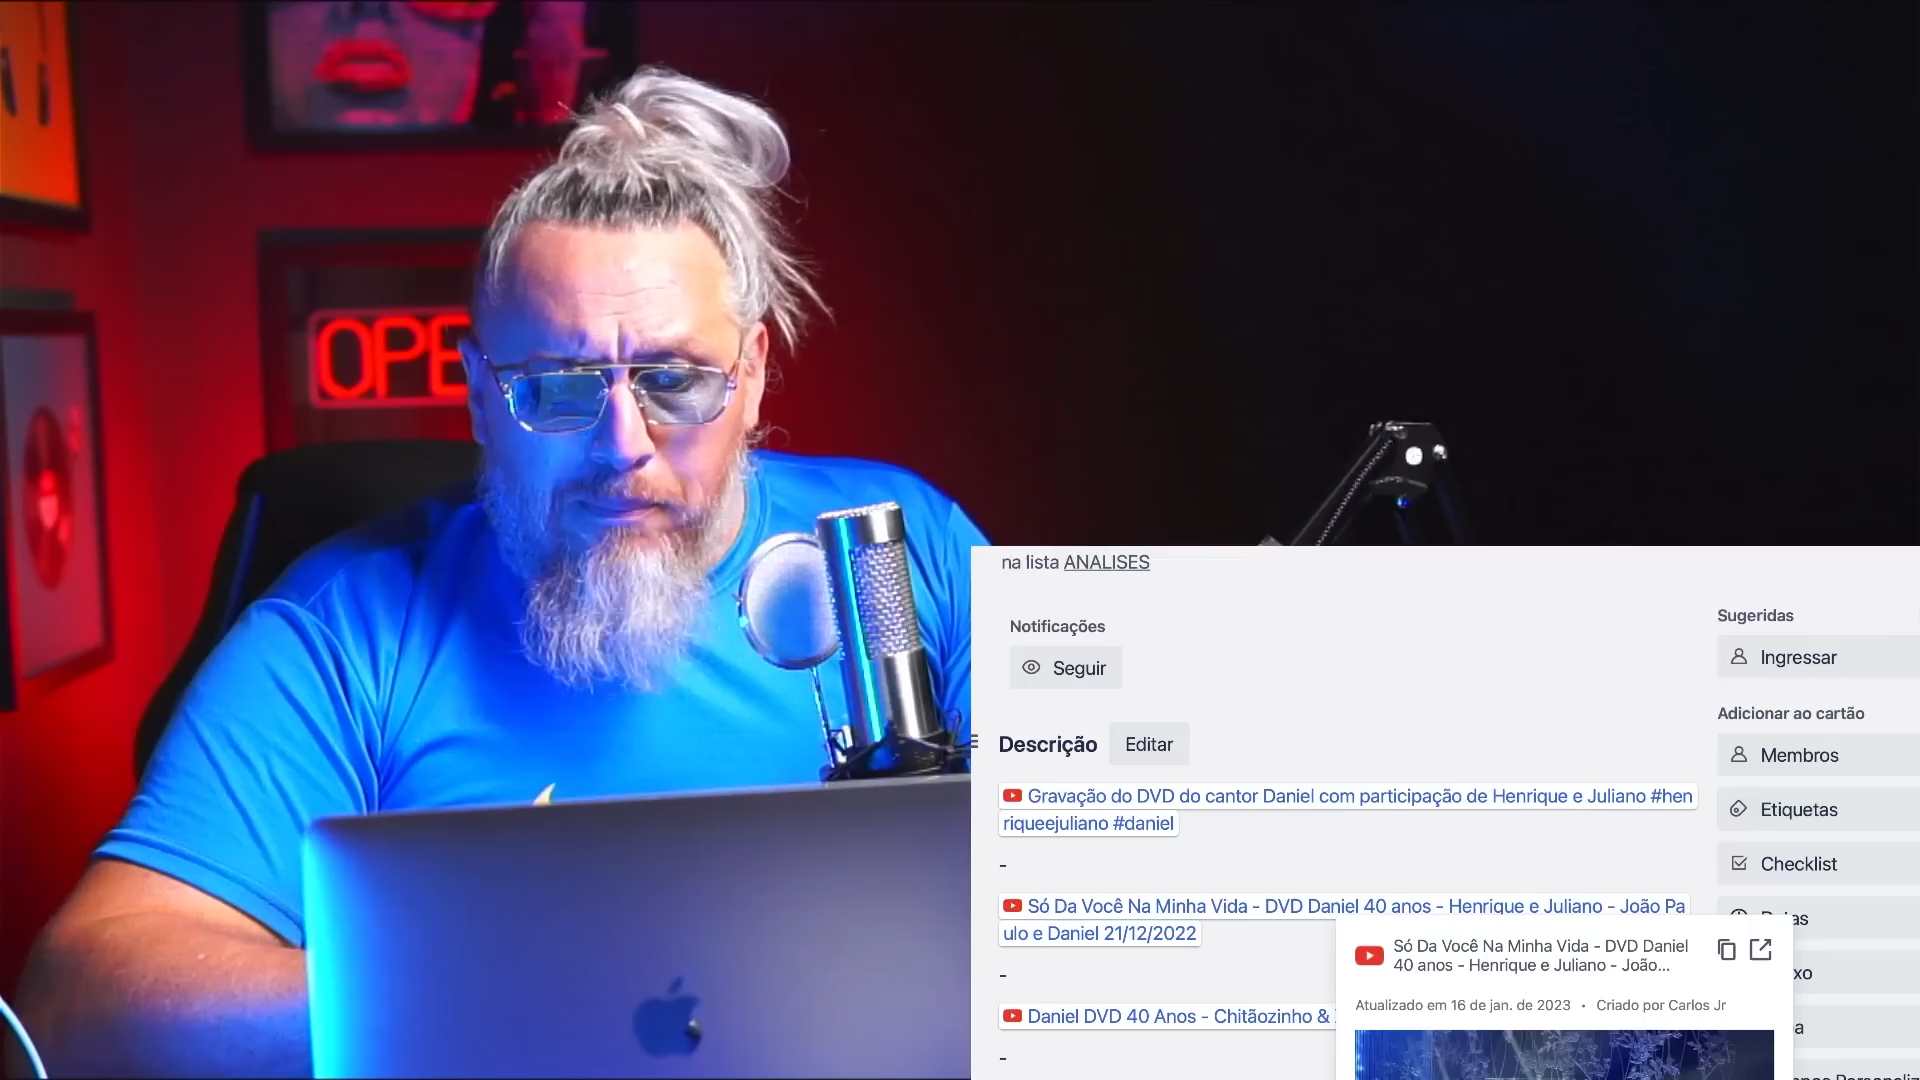 OPE
na lista ANALISES
Notificações
Seguir
Descrição
Editar
Gravação do DVD do cantor Daniel com participação de Henrique e Juliano #hen
riqueejuliano #daniel
-
Só Da Você Na Minha Vida - DVD Daniel 40 anos - Henrique e Juliano - João Pa
ulo e Daniel 21/12/2022
-
Daniel DVD 40 Anos - Chitãozinho &
-
Só Da Você Na Minha Vida - DVD Daniel
40 anos - Henrique e Juliano - João...
Atualizado em 16 de jan. de 2023 • Criado por Carlos Jr
Sugeridas
Ingressar
Adicionar ao cartão
Membros
Etiquetas
Checklist
as
xo
a